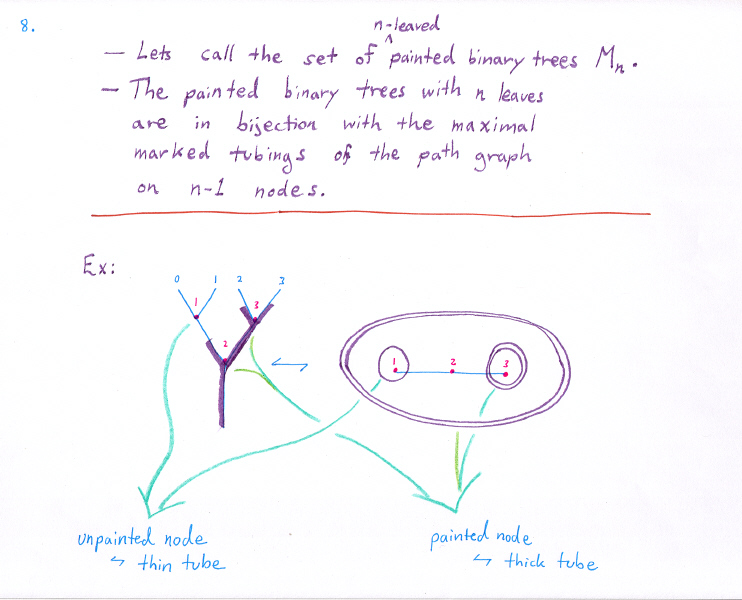 8.
n-leaved
— Lets call the set of ^ painted binary trees Mn.
— The painted binary trees with n leaves
are in bijection with the maximal
marked tubings of the path graph
on n-1 nodes.
Ex:
0 1 2 3
1 3
2
1 2 3
unpainted node
↪ thin tube
painted node
↪ thick tube